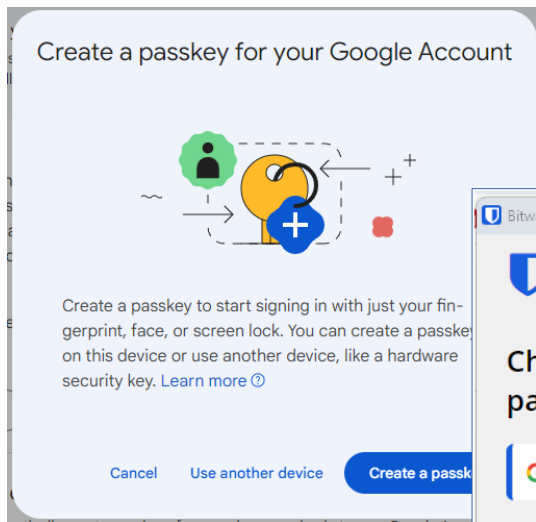 Create a passkey for your Google Account
Create a passkey to start signing in with just your fin-
gerprint, face, or screen lock. You can create a passkey
on this device or use another device, like a hardware
security key. Learn more
Cancel
Use another device
Create a passk
Bitwa
Ch
pa